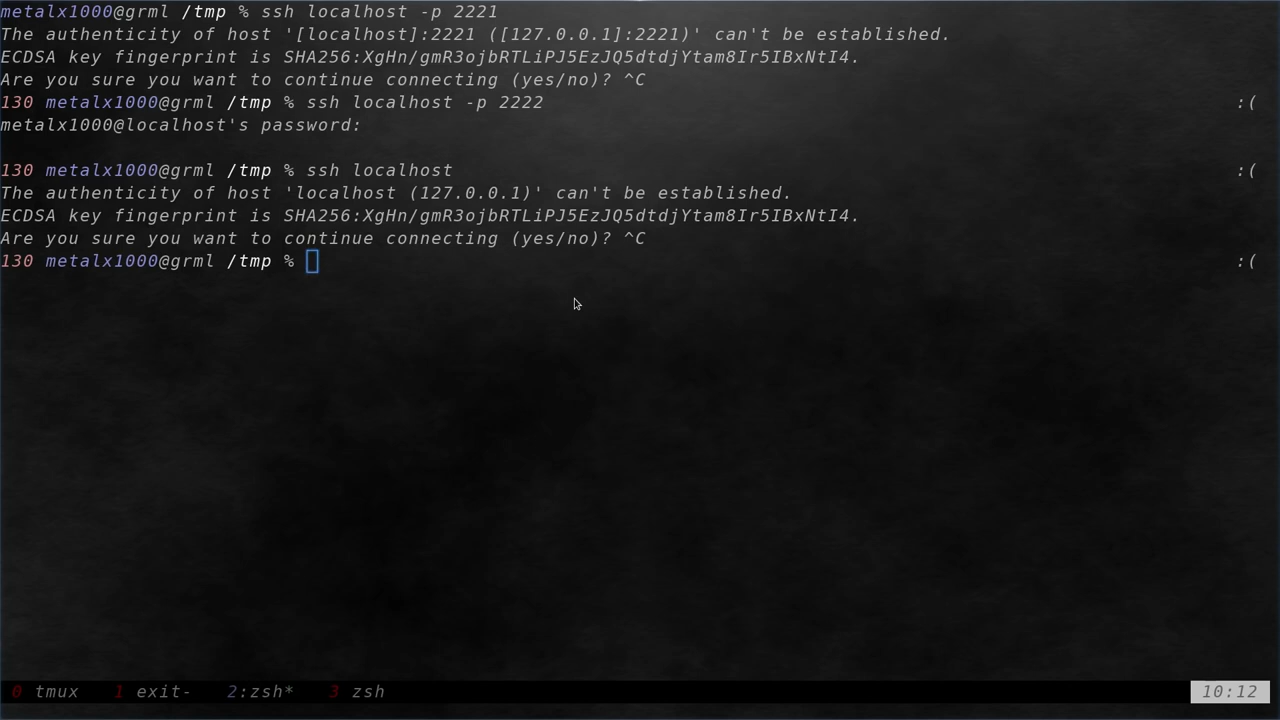 metalx1000@grml /tmp % ssh localhost -p 2221
The authenticity of host '[localhost]:2221 ([127.0.0.1]:2221)' can't be established.
ECDSA key fingerprint is SHA256:XgHn/gmR3ojbRTLiPJ5EzJQ5dtdjYtam8Ir5IBxNtI4.
Are you sure you want to continue connecting (yes/no)? ^C
130 metalx1000@grml /tmp % ssh localhost -p 2222 :(
metalx1000@localhost's password:
130 metalx1000@grml /tmp % ssh localhost :(
The authenticity of host 'localhost (127.0.0.1)' can't be established.
ECDSA key fingerprint is SHA256:XgHn/gmR3ojbRTLiPJ5EzJQ5dtdjYtam8Ir5IBxNtI4.
Are you sure you want to continue connecting (yes/no)? ^C
130 metalx1000@grml /tmp % :(
0 tmux 1 exit- 2:zsh* 3 zsh 10:12